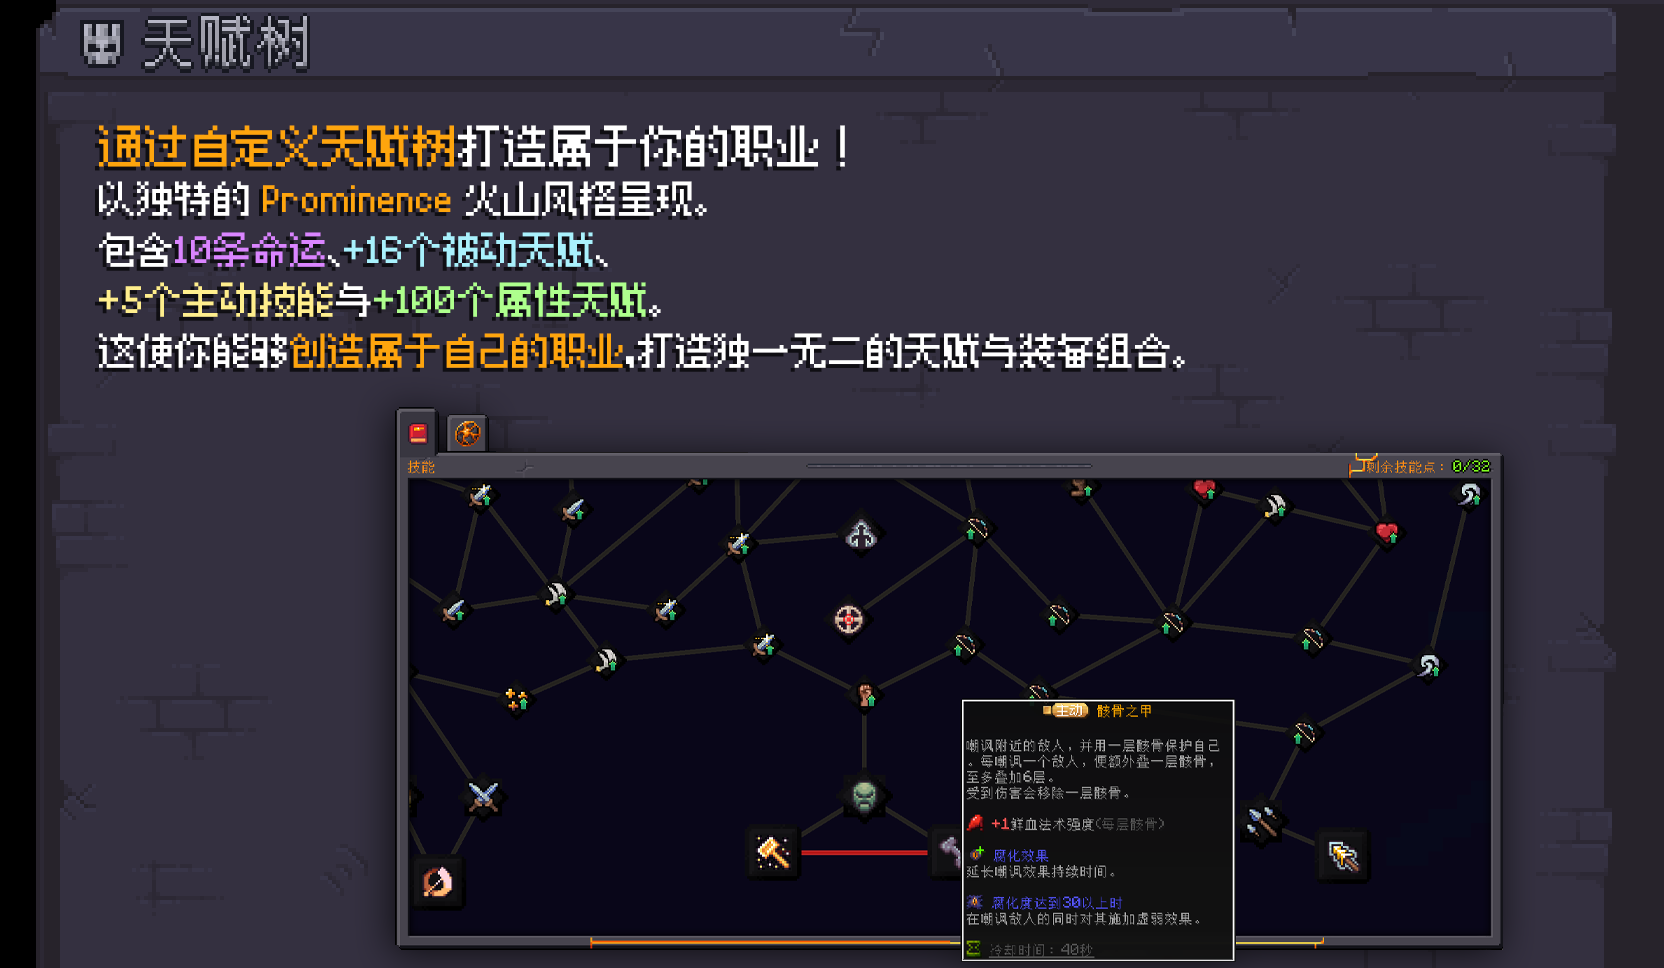 天赋树
通过自定义天赋树打造属于你的职业！
以独特的 Prominence 火山风格呈现。
包含10条命运、+16个被动天赋、
+5个主动技能与+100个属性天赋。
这使你能够创造属于自己的职业,打造独一无二的天赋与装备组合。
技能
剩余技能点：0/32
主动 骸骨之甲
嘲讽附近的敌人，并用一层骸骨保护自己
。每嘲讽一个敌人，便额外叠一层骸骨，
至多叠加6层。
受到伤害会移除一层骸骨。
+1鲜血法术强度(每层骸骨)
腐化效果
延长嘲讽效果持续时间。
腐化度达到30以上时
在嘲讽敌人的同时对其施加虚弱效果。
冷却时间：40秒